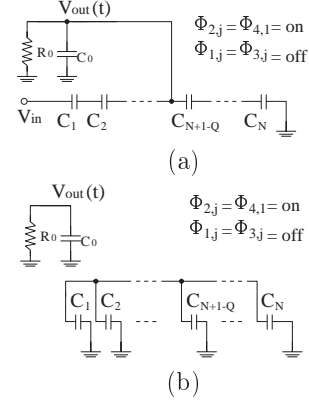 Vout(t)
Φ2,j = Φ4,1 = on
Φ1,j = Φ3,j = off
R0
C0
Vin
C1
C2
CN+1-Q
CN
(a)
Vout(t)
Φ2,j = Φ4,1 = on
Φ1,j = Φ3,j = off
R0
C0
C1
C2
CN+1-Q
CN
(b)